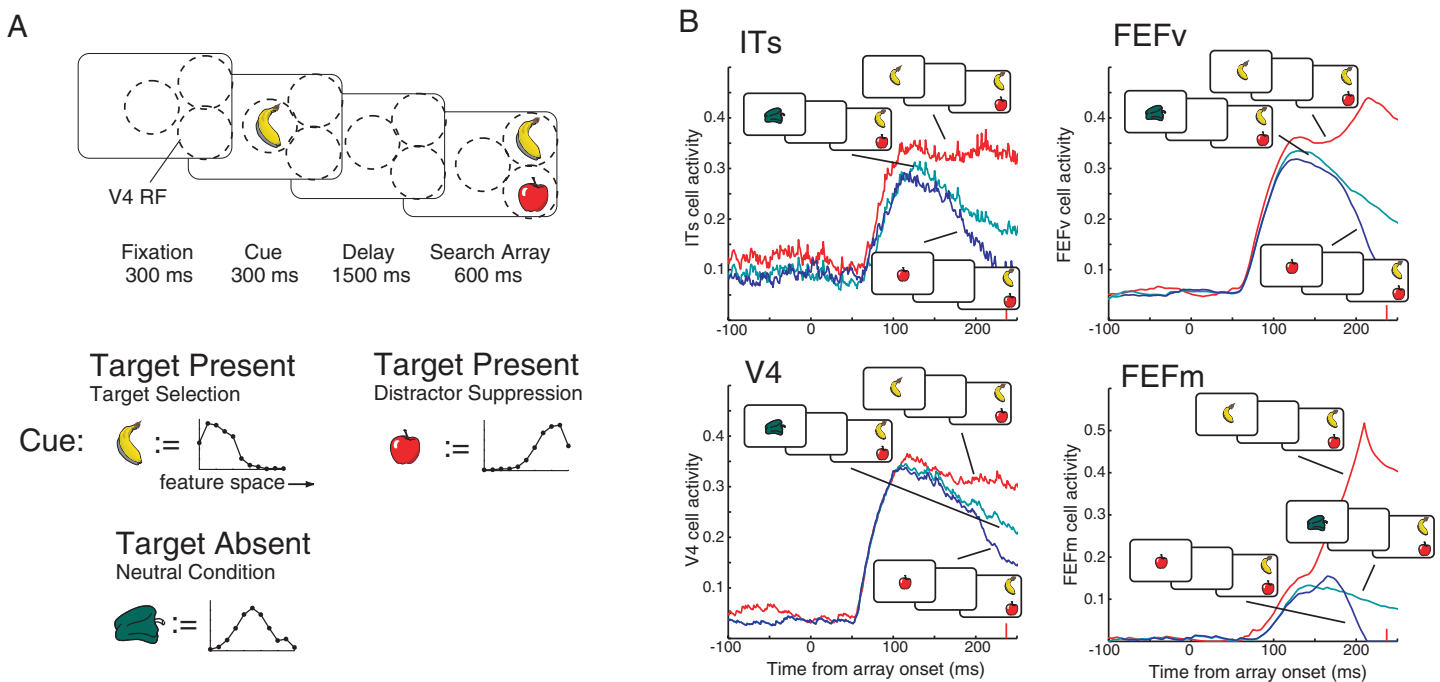 A
V4 RF
Fixation
300 ms
Cue
300 ms
Delay
1500 ms
Search Array
600 ms
Target Present
Target Selection
Target Present
Distractor Suppression
Cue:
:=
feature space
:=
Target Absent
Neutral Condition
:=
B
ITs
ITs cell activity
0.4
0.3
0.2
0.1
-100
0
100
200
FEFv
FEFv cell activity
0.4
0.3
0.2
0.1
-100
0
100
200
V4
V4 cell activity
0.4
0.3
0.2
0.1
-100
0
100
200
Time from array onset (ms)
FEFm
FEFm cell activity
0.5
0.4
0.3
0.2
0.1
0
-100
0
100
200
Time from array onset (ms)